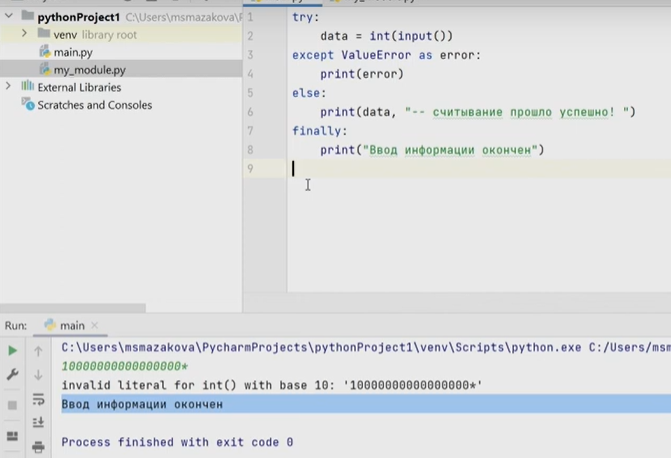 pythonProject1 C:\Users\msmazakova\
venv library root
main.py
my_module.py
External Libraries
Scratches and Consoles
1 try:
2 data = int(input())
3 except ValueError as error:
4 print(error)
5 else:
6 print(data, "-- считывание прошло успешно! ")
7 finally:
8 print("Ввод информации окончен")
9
Run: main
C:\Users\msmazakova\PycharmProjects\pythonProject1\venv\Scripts\python.exe C:/Users/msm
10000000000000000*
invalid literal for int() with base 10: '10000000000000000*'
Ввод информации окончен
Process finished with exit code 0